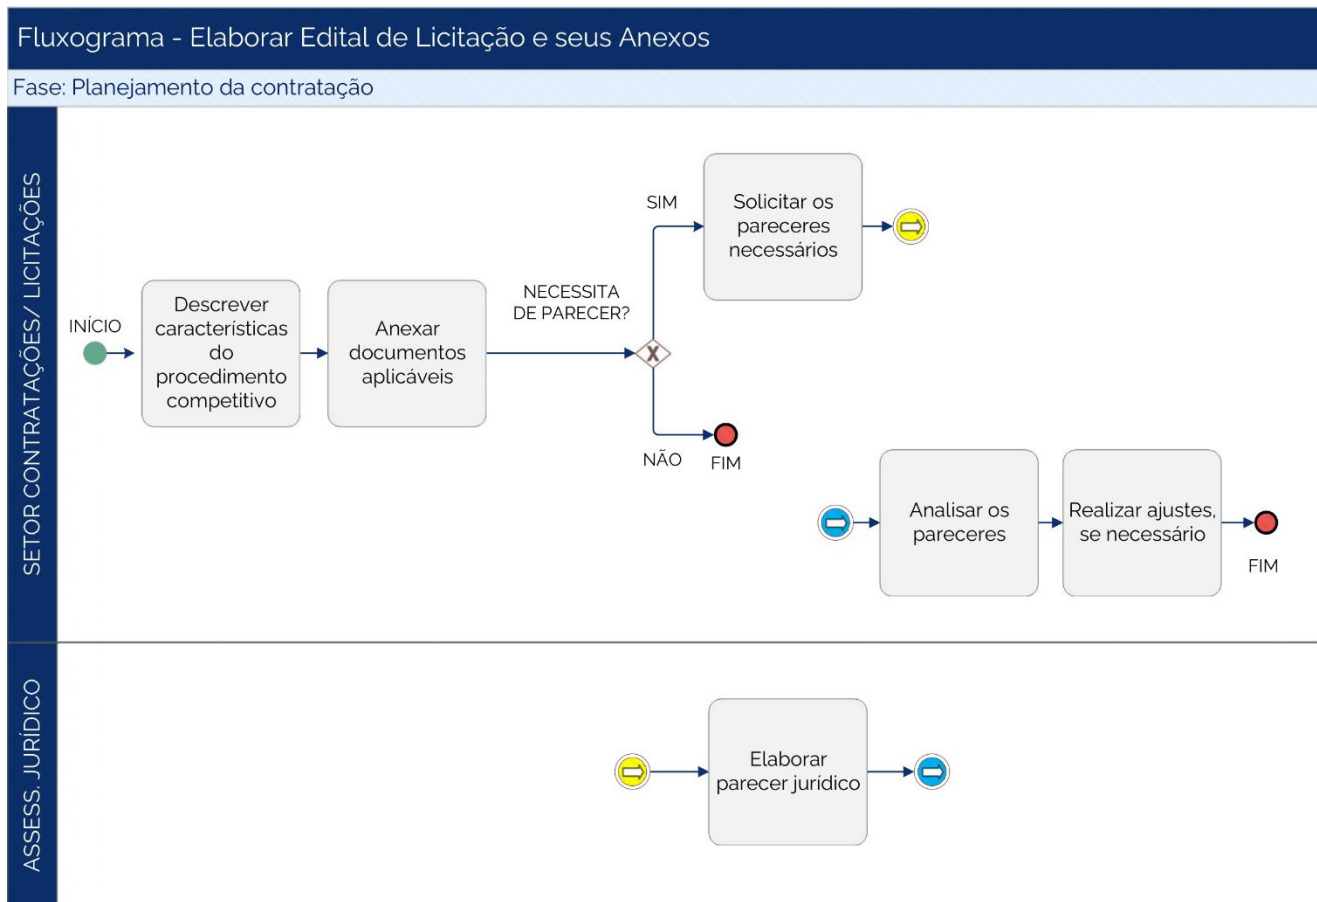 Fluxograma - Elaborar Edital de Licitação e seus Anexos
Fase: Planejamento da contratação
SETOR CONTRATAÇÕES/ LICITAÇÕES
INÍCIO
Descrever
características
do
procedimento
competitivo
Anexar
documentos
aplicáveis
NECESSITA
DE PARECER?
X
SIM
Solicitar os
pareceres
necessários
NÃO
FIM
Analisar os
pareceres
Realizar ajustes,
se necessário
FIM
ASSESS. JURÍDICO
Elaborar
parecer jurídico